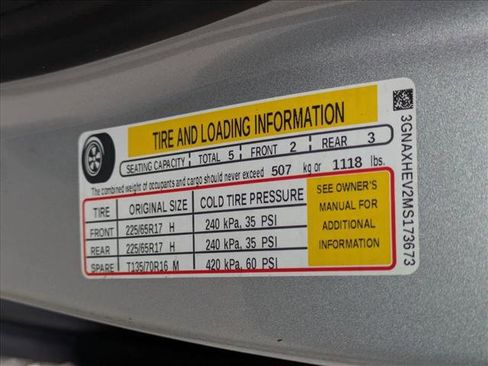 TIRE AND LOADING INFORMATION
SEATING CAPACITY TOTAL 5 FRONT 2 REAR 3
The combined weight of occupants and cargo should never exceed 507 kg or 1118 lbs.
TIRE ORIGINAL SIZE COLD TIRE PRESSURE
FRONT 225/65R17 H 240 kPa, 35 PSI
REAR 225/65R17 H 240 kPa, 35 PSI
SPARE T135/70R16 M 420 kPa, 60 PSI
SEE OWNER'S
MANUAL FOR
ADDITIONAL
INFORMATION
3GNAXHEV2MS173673